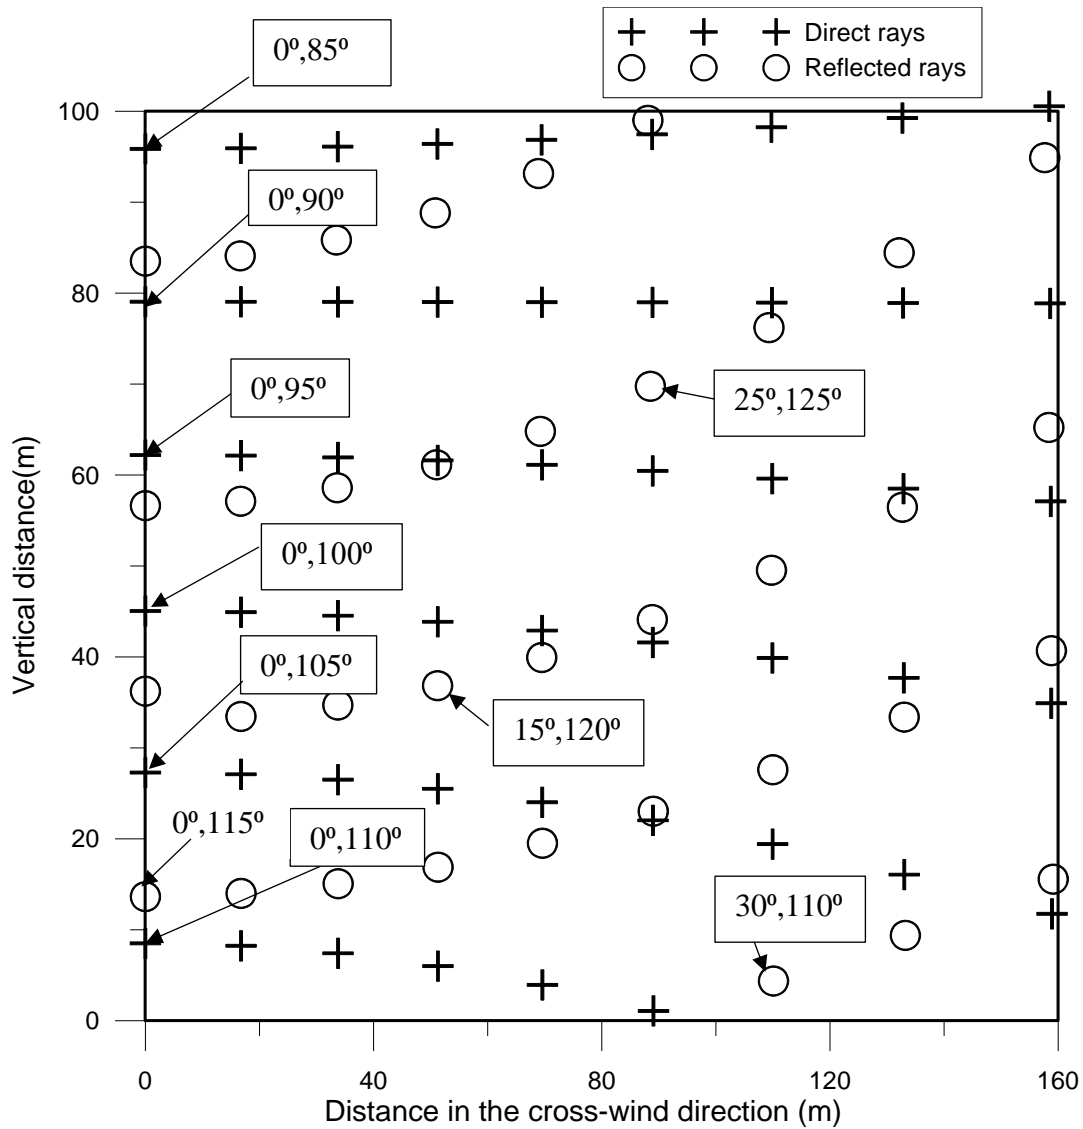 Direct rays
Reflected rays
0º,85º
100
0º,90º
80
0º,95º
25º,125º
60
0º,100º
40
0º,105º
15º,120º
20
0º,115º
0º,110º
30º,110º
0
0
40
80
120
160
Vertical distance(m)
Distance in the cross-wind direction (m)